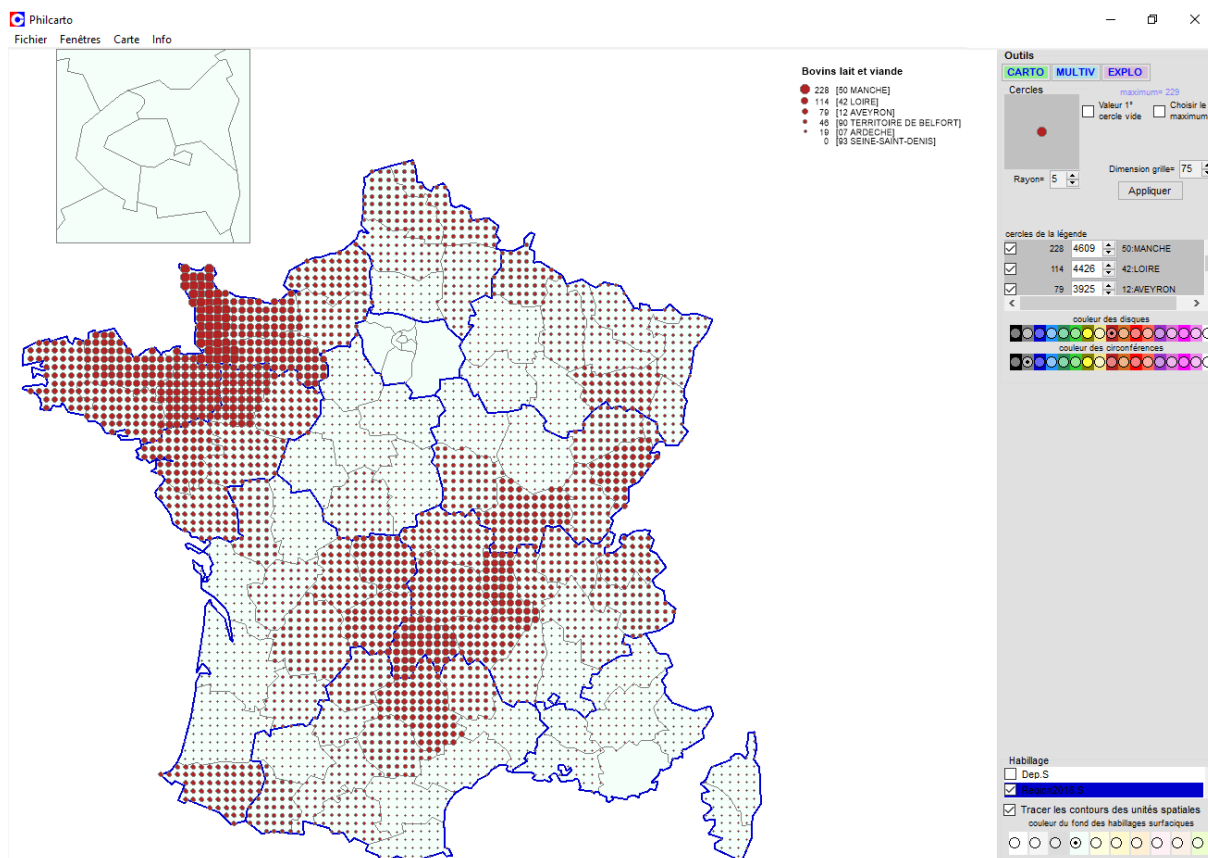 Philcarto
Fichier Fenêtres Carte Info
Bovins lait et viande
228 [50 MANCHE]
114 [42 LOIRE]
79 [12 AVEYRON]
46 [90 TERRITOIRE DE BELFORT]
19 [07 ARDECHE]
0 [93 SEINE-SAINT-DENIS]
Outils
CARTO MULTIV EXPLO
Cercles
maximum= 229
Valeur 1°
cercle vide
Choisir le
maximum
Rayon= 5
Dimension grille= 75
Appliquer
cercles de la légende
228 4609 50:MANCHE
114 4426 42:LOIRE
79 3925 12:AVEYRON
couleur des disques
couleur des circonférences
Habillage
Dep.S
Region2016.S
Tracer les contours des unités spatiales
couleur du fond des habillages surfaciques